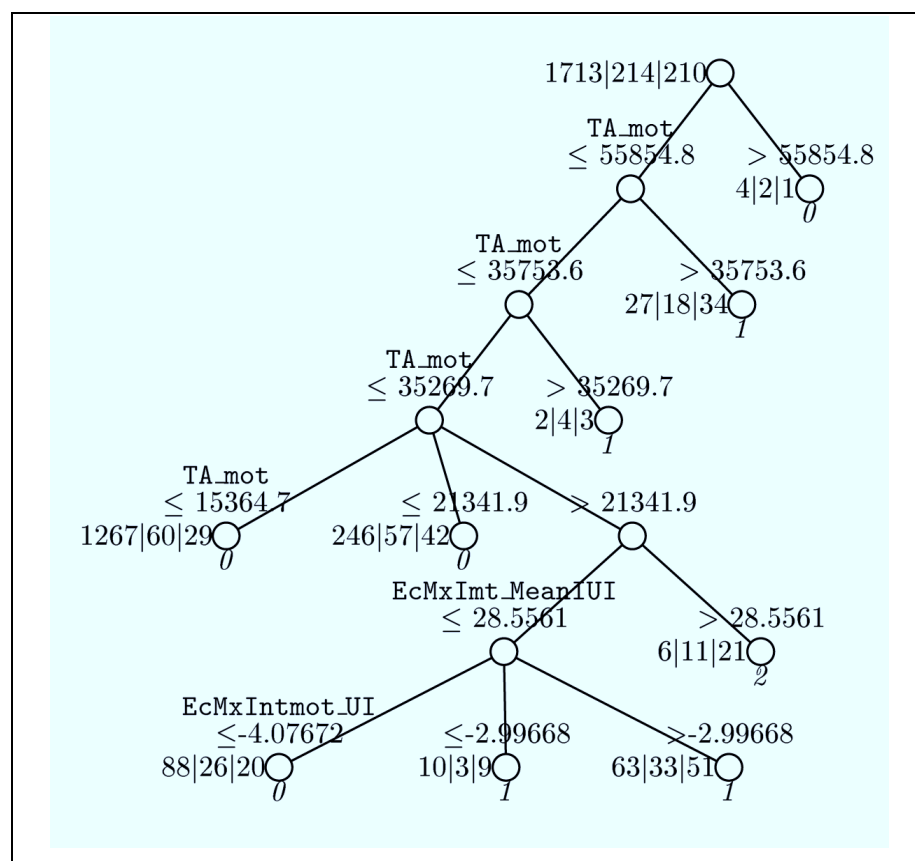 1713|214|210
TA_mot
≤ 55854.8 > 55854.8
4|2|1
0
TA_mot
≤ 35753.6 > 35753.6
27|18|34
1
TA_mot
≤ 35269.7 > 35269.7
2|4|3
1
TA_mot
≤ 15364.7 ≤ 21341.9 > 21341.9
1267|60|29 246|57|42
0 0
EcMxImt_MeanIUI
≤ 28.5561 > 28.5561
6|11|21
2
EcMxIntmot_UI
≤-4.07672 ≤-2.99668 >-2.99668
88|26|20 10|3|9 63|33|51
0 1 1